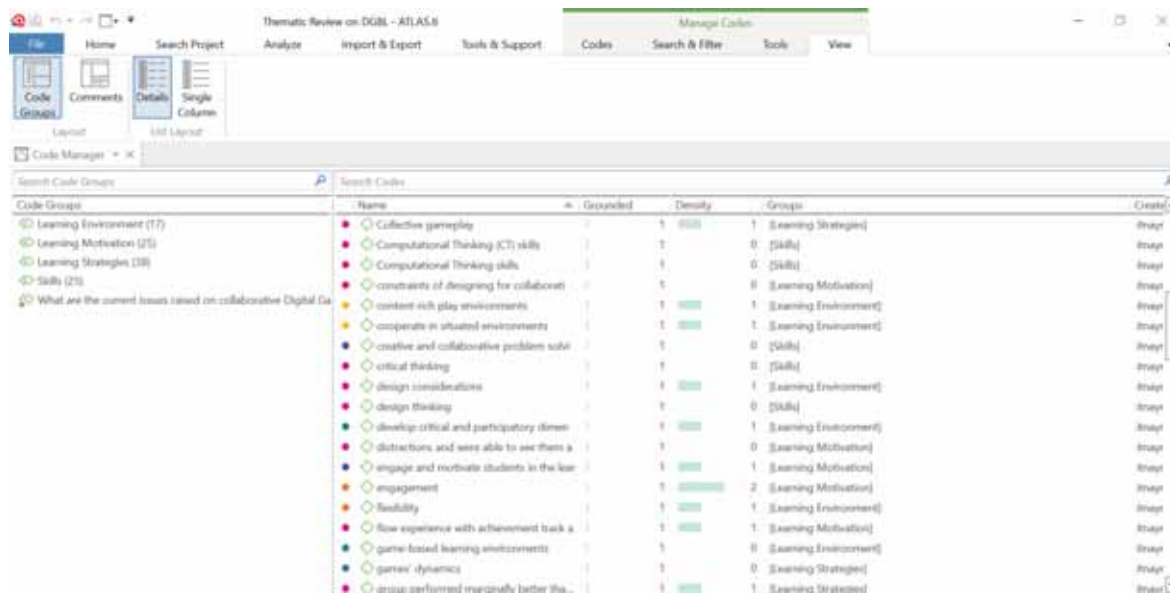 Thematic Review on DGBL - ATLAS.ti Manage Codes
File Home Search Project Analyze Import & Export Tools & Support Codes Search & Filter Tools View
Code Groups Comments Details Single Column
Layout List Layout
Code Manager
Search Code Groups Search Codes
Code Groups Name Grounded Density Groups
Learning Environment (17)
Learning Motivation (25)
Skills (25)
What are the current issues raised on collaborative Digital Ga
Collective gameplay 1 1 [Learning Strategies]
Computational Thinking (CT) skills 1 0 [Skills]
Computational Thinking skills 1 0 [Skills]
constraints of designing for collaborati 1 0 [Learning Motivation]
content-rich play environments 1 1 [Learning Environment]
cooperate in situated environments 1 1 [Learning Environment]
creative and collaborative problem solvi 1 0 [Skills]
critical thinking 1 0 [Skills]
design considerations 1 1 [Learning Environment]
design thinking 1 0 [Skills]
develop critical and participatory dimen 1 1 [Learning Environment]
distractions and were able to see them a 1 0 [Learning Motivation]
engage and motivate students in the lear 1 1 [Learning Motivation]
engagement 1 2 [Learning Motivation]
flexibility 1 1 [Learning Environment]
flow experience with achievement track a 1 1 [Learning Motivation]
game-based learning environments 1 0 [Learning Environment]
games' dynamics 1 0 [Learning Strategies]
group performed marginally better tha... 1 1 [Learning Strategies]